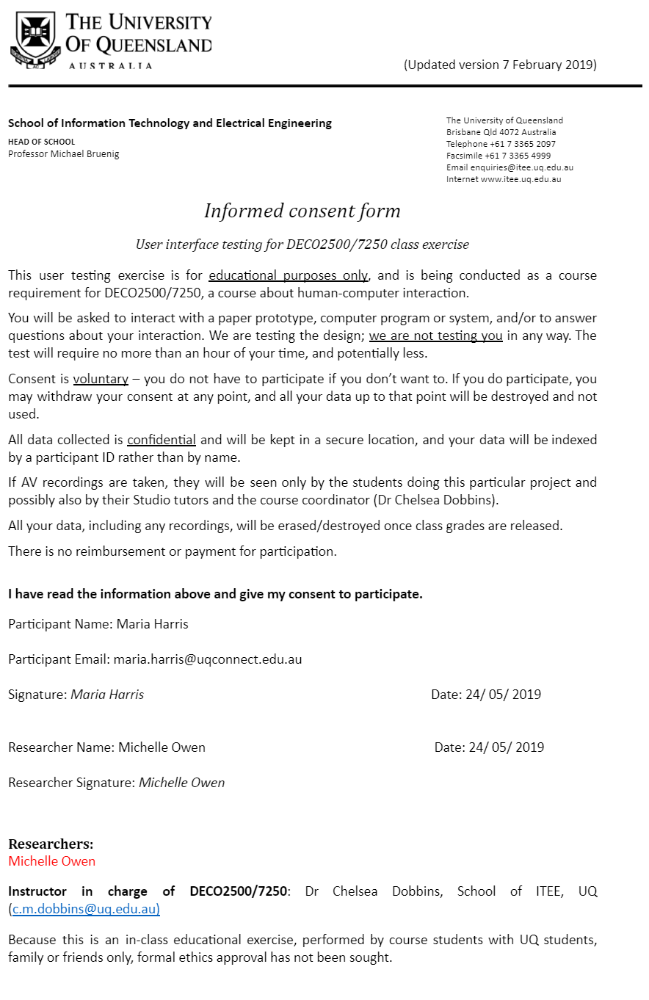 THE UNIVERSITY
OF QUEENSLAND
AUSTRALIA
(Updated version 7 February 2019)
School of Information Technology and Electrical Engineering
HEAD OF SCHOOL
Professor Michael Bruenig
The University of Queensland
Brisbane Qld 4072 Australia
Telephone +61 7 3365 2097
Facsimile +61 7 3365 4999
Email enquiries@itee.uq.edu.au
Internet www.itee.uq.edu.au
Informed consent form
User interface testing for DECO2500/7250 class exercise
This user testing exercise is for educational purposes only, and is being conducted as a course
requirement for DECO2500/7250, a course about human-computer interaction.
You will be asked to interact with a paper prototype, computer program or system, and/or to answer
questions about your interaction. We are testing the design; we are not testing you in any way. The
test will require no more than an hour of your time, and potentially less.
Consent is voluntary – you do not have to participate if you don’t want to. If you do participate, you
may withdraw your consent at any point, and all your data up to that point will be destroyed and not
used.
All data collected is confidential and will be kept in a secure location, and your data will be indexed
by a participant ID rather than by name.
If AV recordings are taken, they will be seen only by the students doing this particular project and
possibly also by their Studio tutors and the course coordinator (Dr Chelsea Dobbins).
All your data, including any recordings, will be erased/destroyed once class grades are released.
There is no reimbursement or payment for participation.
I have read the information above and give my consent to participate.
Participant Name: Maria Harris
Participant Email: maria.harris@uqconnect.edu.au
Signature: Maria Harris Date: 24/ 05/ 2019
Researcher Name: Michelle Owen Date: 24/ 05/ 2019
Researcher Signature: Michelle Owen
Researchers:
Michelle Owen
Instructor in charge of DECO2500/7250: Dr Chelsea Dobbins, School of ITEE, UQ
(c.m.dobbins@uq.edu.au)
Because this is an in-class educational exercise, performed by course students with UQ students,
family or friends only, formal ethics approval has not been sought.